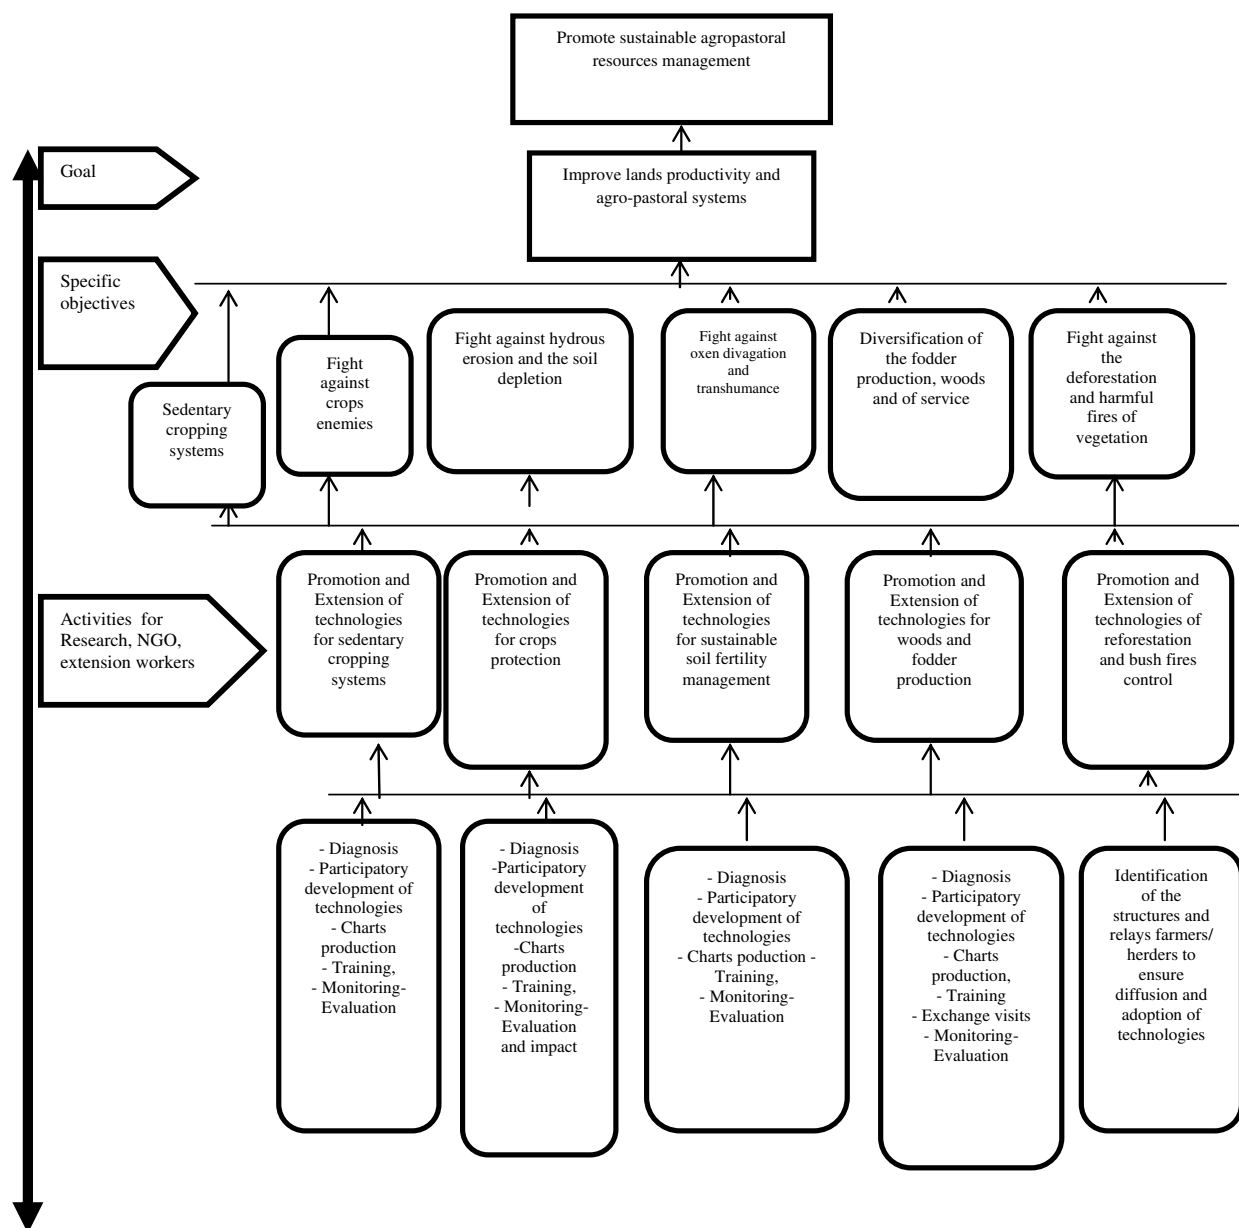 Promote sustainable agropastoral
resources management
Goal
Improve lands productivity and
agro-pastoral systems
Specific
objectives
Sedentary
cropping
systems
Fight
against
crops
enemies
Fight against hydrous
erosion and the soil
depletion
Fight against
oxen divagation
and
transhumance
Diversification of
the fodder
production, woods
and of service
Fight against
the
deforestation
and harmful
fires of
vegetation
Activities for
Research, NGO,
extension workers
Promotion and
Extension of
technologies
for sedentary
cropping
systems
Promotion and
Extension of
technologies
for crops
protection
Promotion and
Extension of
technologies
for sustainable
soil fertility
management
Promotion and
Extension of
technologies for
woods and
fodder
production
Promotion and
Extension of
technologies of
reforestation
and bush fires
control
- Diagnosis
- Participatory
development of
technologies
- Charts
production
- Training,
- Monitoring-
Evaluation
- Diagnosis
-Participatory
development
of
technologies
-Charts
production
- Training,
- Monitoring-
Evaluation
and impact
- Diagnosis
- Participatory
development of
technologies
- Charts poduction -
Training,
- Monitoring-
Evaluation
- Diagnosis
- Participatory
development of
technologies
- Charts
production,
- Training
- Exchange visits
- Monitoring-
Evaluation
Identification
of the
structures and
relays farmers/
herders to
ensure
diffusion and
adoption of
technologies